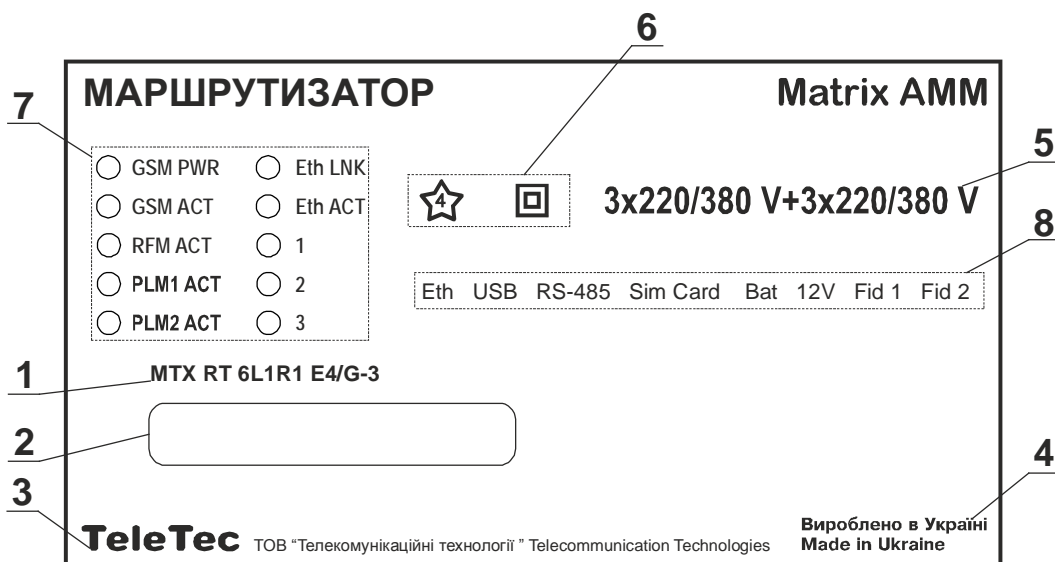 6
МАРШРУТИЗАТОР Matrix AMM
7
GSM PWR Eth LNK
GSM ACT Eth ACT
RFM ACT 1
PLM1 ACT 2
PLM2 ACT 3
4
3x220/380 V+3x220/380 V
5
8
Eth USB RS-485 Sim Card Bat 12V Fid 1 Fid 2
1
MTX RT 6L1R1 E4/G-3
2
3
4
TeleTec ТОВ “Телекомунікаційні технології ” Telecommunication Technologies
Вироблено в Україні
Made in Ukraine